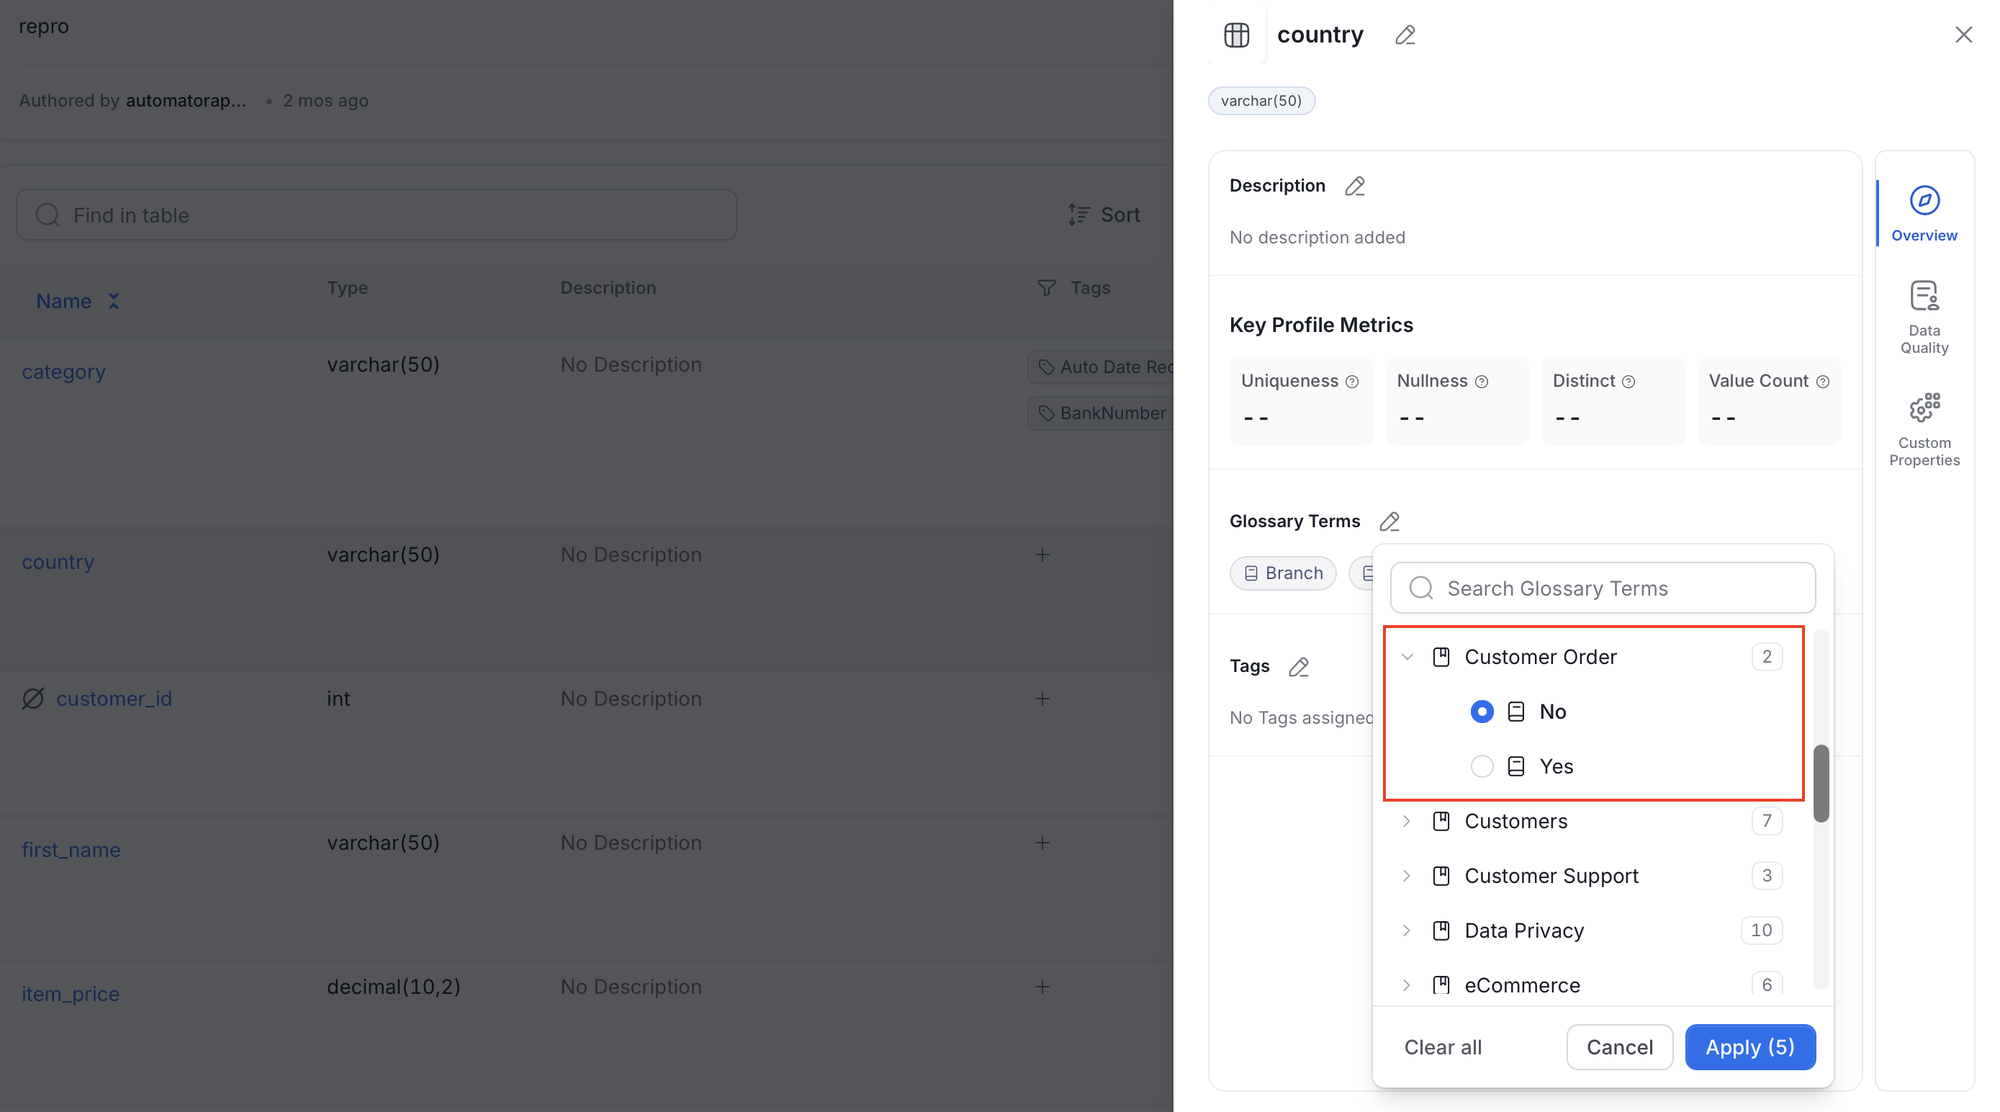 repro
Authored by automatorap... • 2 mos ago
Find in table
Sort
Name Type Description Tags
category varchar(50) No Description Auto Date Rec
BankNumber
country varchar(50) No Description
customer_id int No Description
first_name varchar(50) No Description
item_price decimal(10,2) No Description
country
varchar(50)
Description
No description added
Key Profile Metrics
Uniqueness Nullness Distinct Value Count
-- -- -- --
Glossary Terms
Branch
Tags
No Tags assigned
Search Glossary Terms
Customer Order 2
No
Yes
Customers 7
Customer Support 3
Data Privacy 10
eCommerce 6
Clear all Cancel Apply (5)
Overview
Data
Quality
Custom
Properties